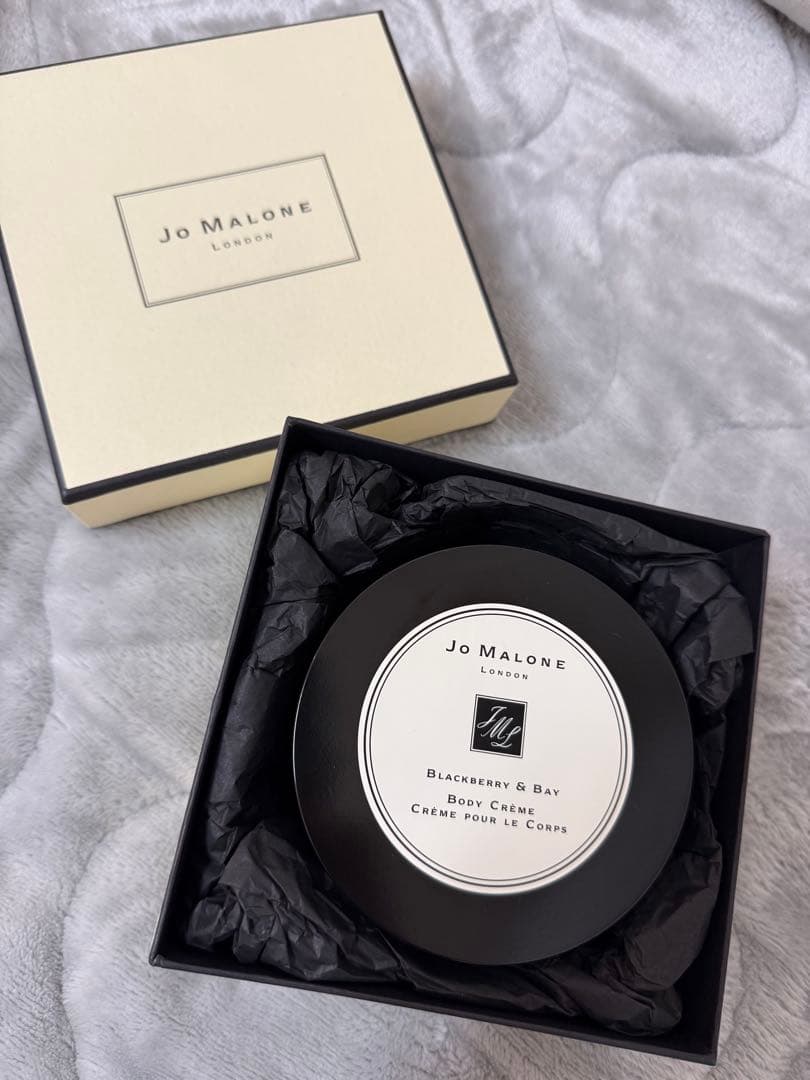 Jo Malone
London
Jo Malone
London
JML
Blackberry & Bay
Body Crème
Crème pour le Corps